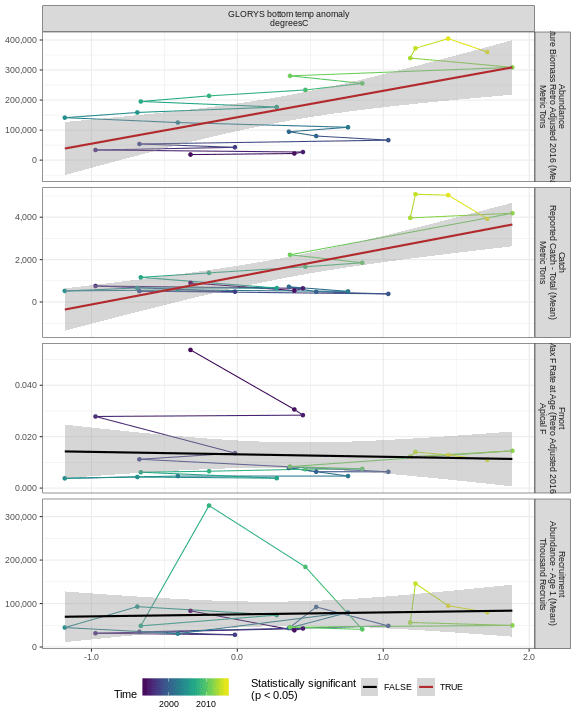 GLORYS bottom temp anomaly
degreesC
400,000
300,000
200,000
100,000
0
Abundance
ture Biomass Retro Adjusted 2016 (Mea
Metric Tons
4,000
2,000
0
Catch
Reported Catch - Total (Mean)
Metric Tons
0.040
0.020
0.000
Fmort
Max F Rate at Age (Retro Adjusted 2016
Apical F
300,000
200,000
100,000
0
Recruitment
Abundance - Age 1 (Mean)
Thousand Recruits
-1.0 0.0 1.0 2.0
Time
2000 2010
Statistically significant
(p < 0.05)
FALSE TRUE